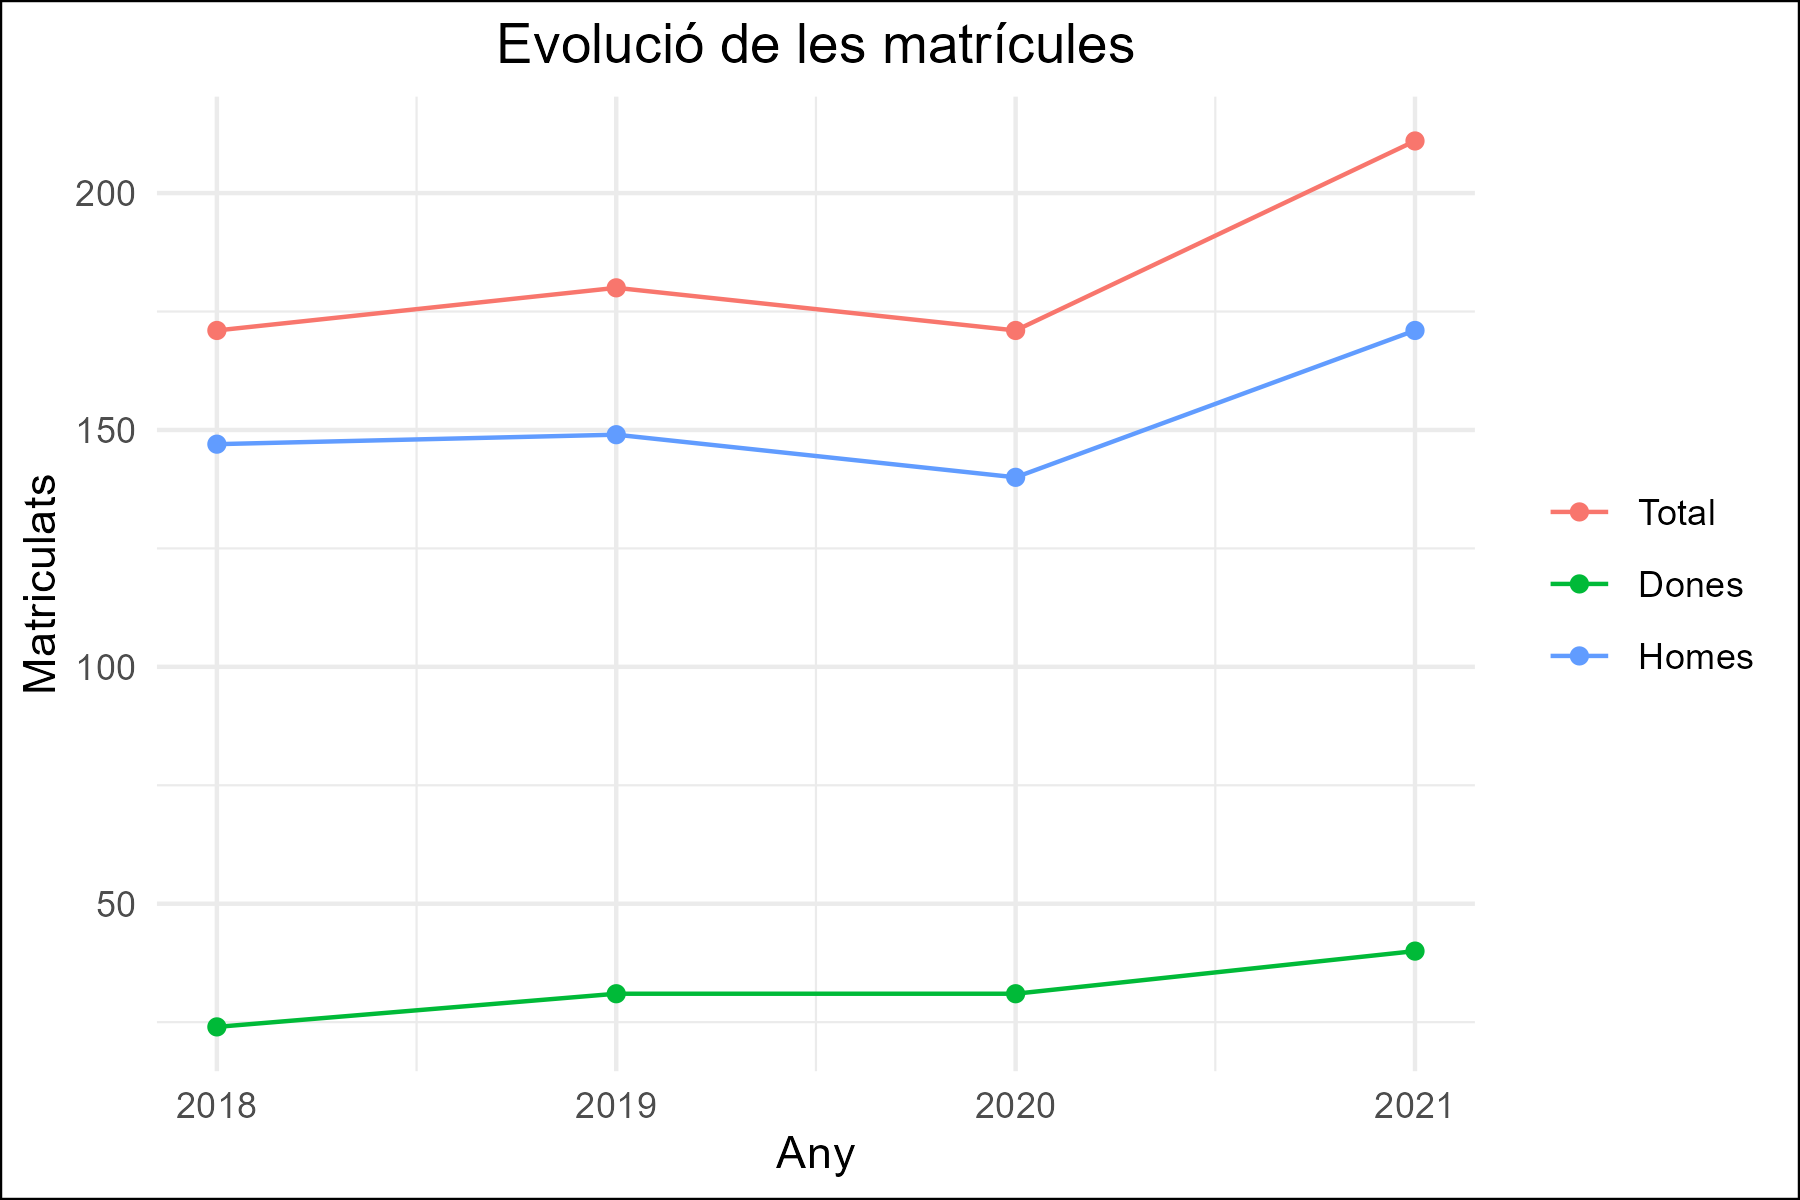 Evolució de les matrícules
Matriculats
200
150
100
50
2018
2019
2020
2021
Any
Total
Dones
Homes